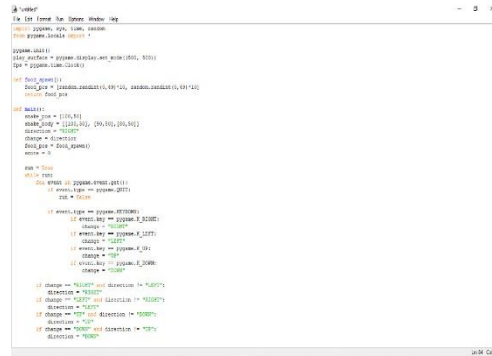 *untitled*
File Edit Format Run Options Window Help
import pygame, sys, time, random
from pygame.locals import *
pygame.init()
play_surface = pygame.display.set_mode((500, 500))
fps = pygame.time.Clock()
def food_spawn():
    food_pos = [random.randint(0,49)*10, random.randint(0,49)*10]
    return food_pos
def main():
    snake_pos = [100,50]
    snake_body = [[100,50], [90,50],[80,50]]
    direction = "RIGHT"
    change = direction
    food_pos = food_spawn()
    score = 0
    run = True
    while run:
        for event in pygame.event.get():
            if event.type == pygame.QUIT:
                run = False
            if event.type == pygame.KEYDOWN:
                if event.key == pygame.K_RIGHT:
                    change = "RIGHT"
                if event.key == pygame.K_LEFT:
                    change = "LEFT"
                if event.key == pygame.K_UP:
                    change = "UP"
                if event.key == pygame.K_DOWN:
                    change = "DOWN"
        if change == "RIGHT" and direction != "LEFT":
            direction = "RIGHT"
        if change == "LEFT" and direction != "RIGHT":
            direction = "LEFT"
        if change == "UP" and direction != "DOWN":
            direction = "UP"
        if change == "DOWN" and direction != "UP":
            direction = "DOWN"